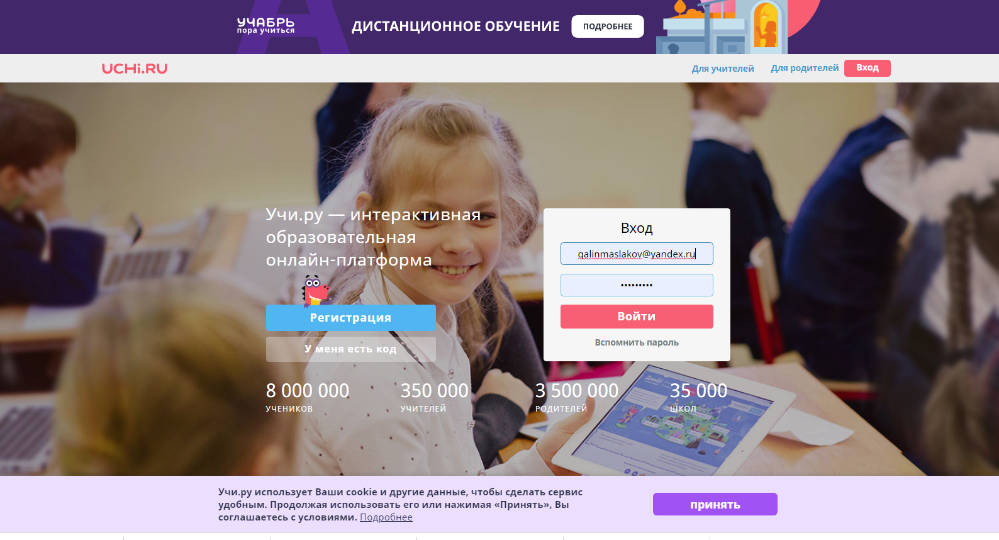 УЧАБРЬ
пора учиться
ДИСТАНЦИОННОЕ ОБУЧЕНИЕ
ПОДРОБНЕЕ
UCHi.RU
Для учителей
Для родителей
Вход
Учи.ру — интерактивная
образовательная
онлайн-платформа
Регистрация
У меня есть код
Вход
galinmaslakov@yandex.ru
•••••••••
Войти
Вспомнить пароль
8 000 000
УЧЕНИКОВ
350 000
УЧИТЕЛЕЙ
3 500 000
РОДИТЕЛЕЙ
35 000
ШКОЛ
Учи.ру использует Ваши cookie и другие данные, чтобы сделать сервис
удобным. Продолжая использовать его или нажимая «Принять», Вы
соглашаетесь с условиями. Подробнее
принять